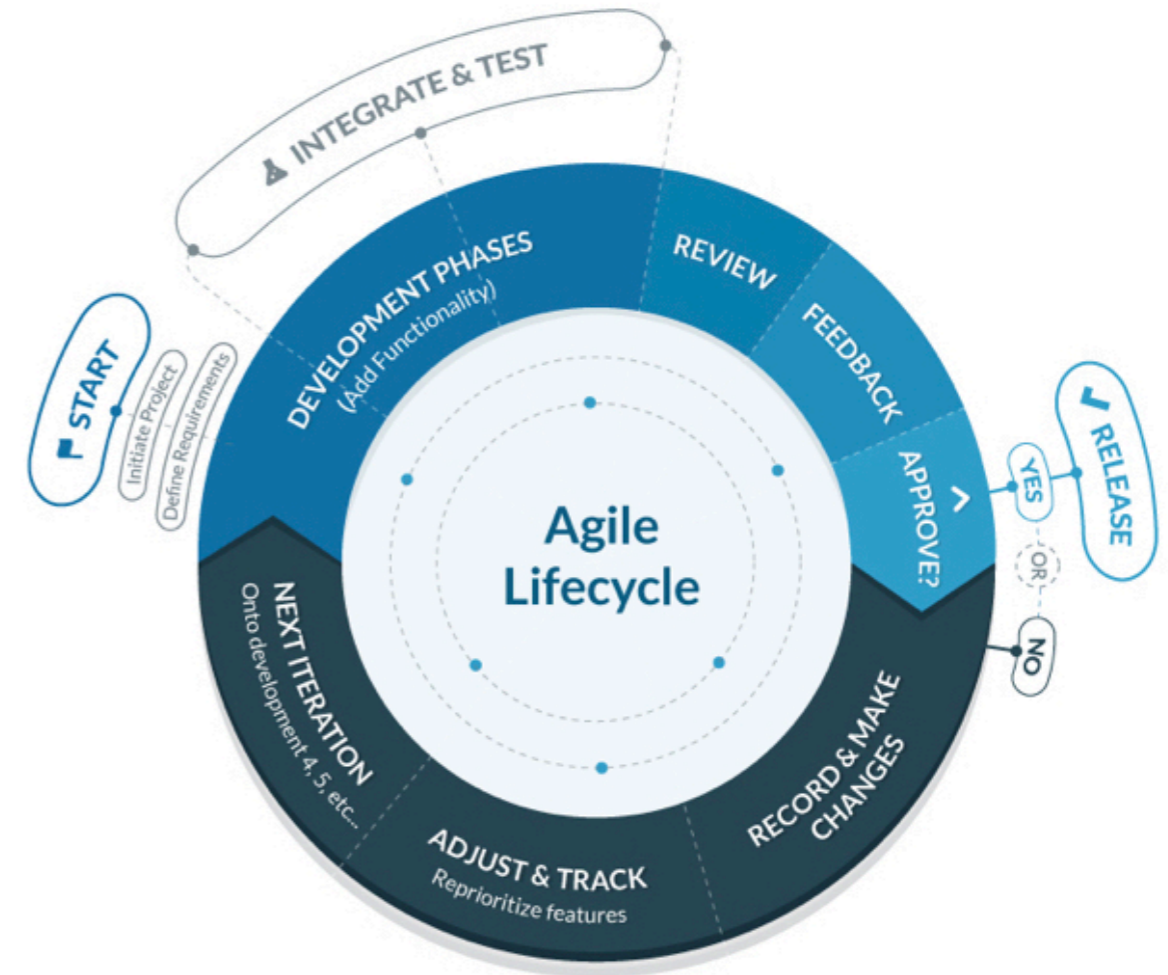 INTEGRATE & TEST
START
Initiate Project
Define Requirements
DEVELOPMENT PHASES
(Add Functionality)
REVIEW
FEEDBACK
APPROVE?
YES
OR
NO
RELEASE
RECORD & MAKE
CHANGES
ADJUST & TRACK
Reprioritize features
NEXT ITERATION
Onto development 4, 5, etc...
Agile
Lifecycle